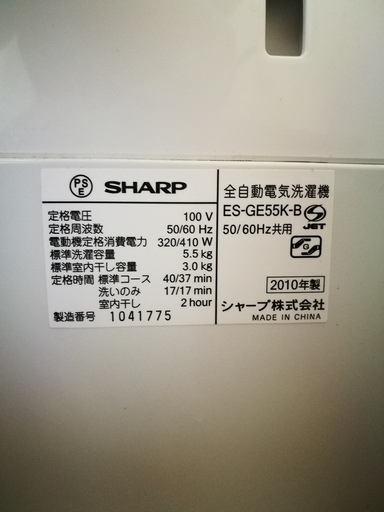 PS
E
SHARP
定格電圧 100 V
定格周波数 50/60 Hz
電動機定格消費電力 320/410 W
標準洗濯容量 5.5 kg
標準室内干し容量 3.0 kg
定格時間 標準コース 40/37 min
洗いのみ 17/17 min
室内干し 2 hour
製造番号 1041775
全自動電気洗濯機
ES-GE55K-B
50/60Hz共用
S
JET
G
2010年製
シャープ株式会社
MADE IN CHINA